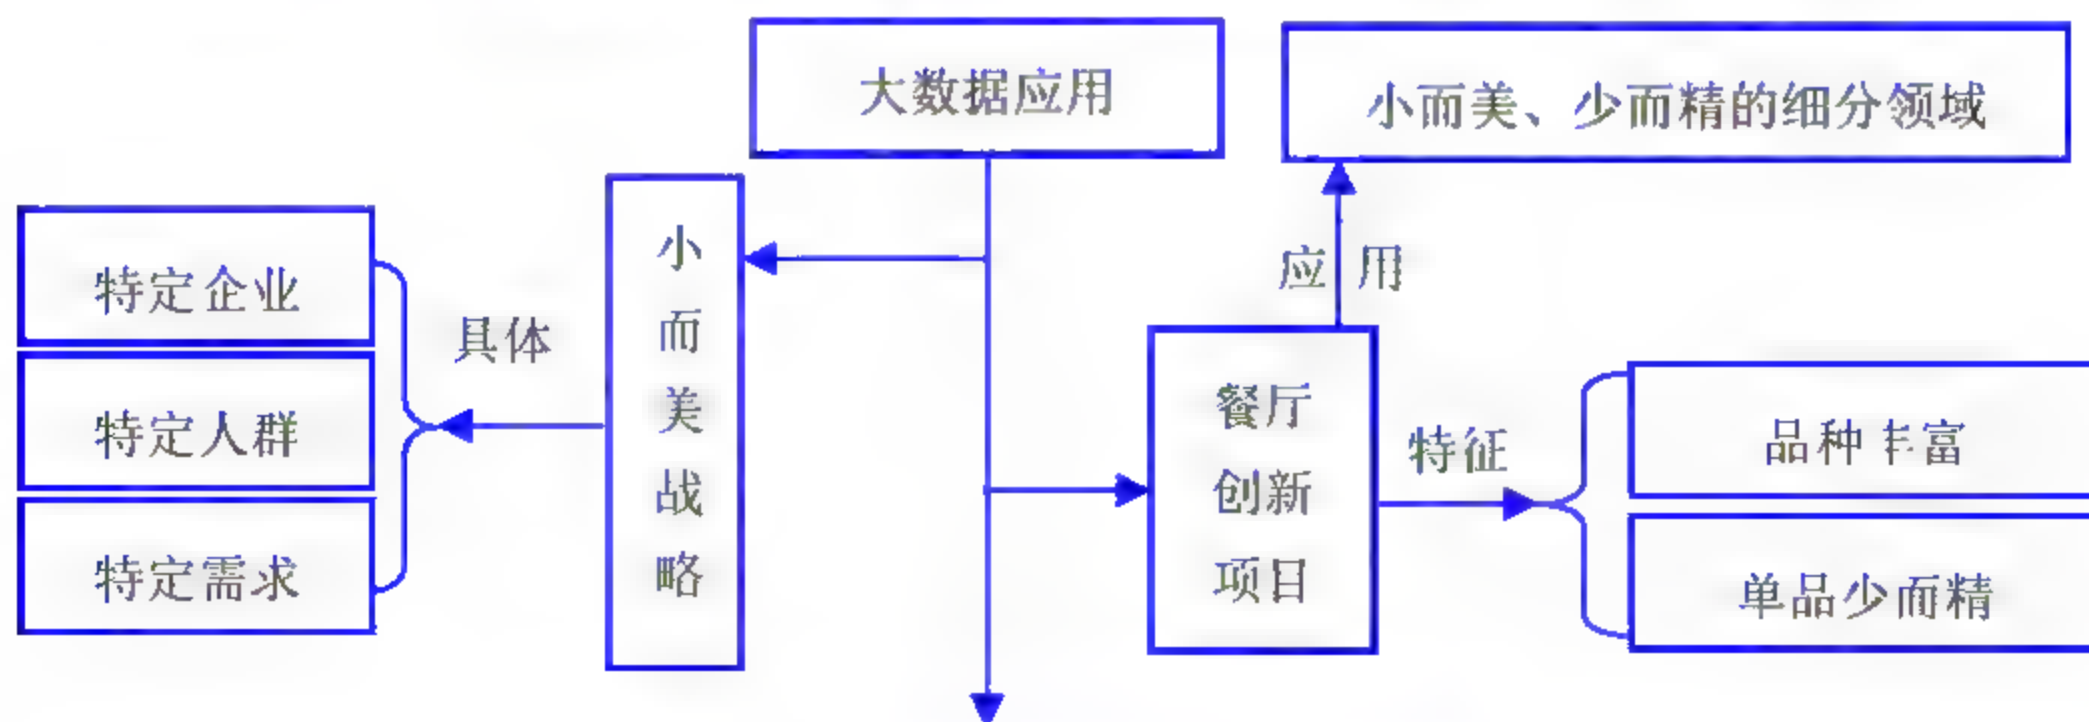 大数据应用
小而美、少而精的细分领域
小而美战略
具体
特定企业
特定人群
特定需求
应用
餐厅
创新
项目
特征
品种丰富
单品少而精